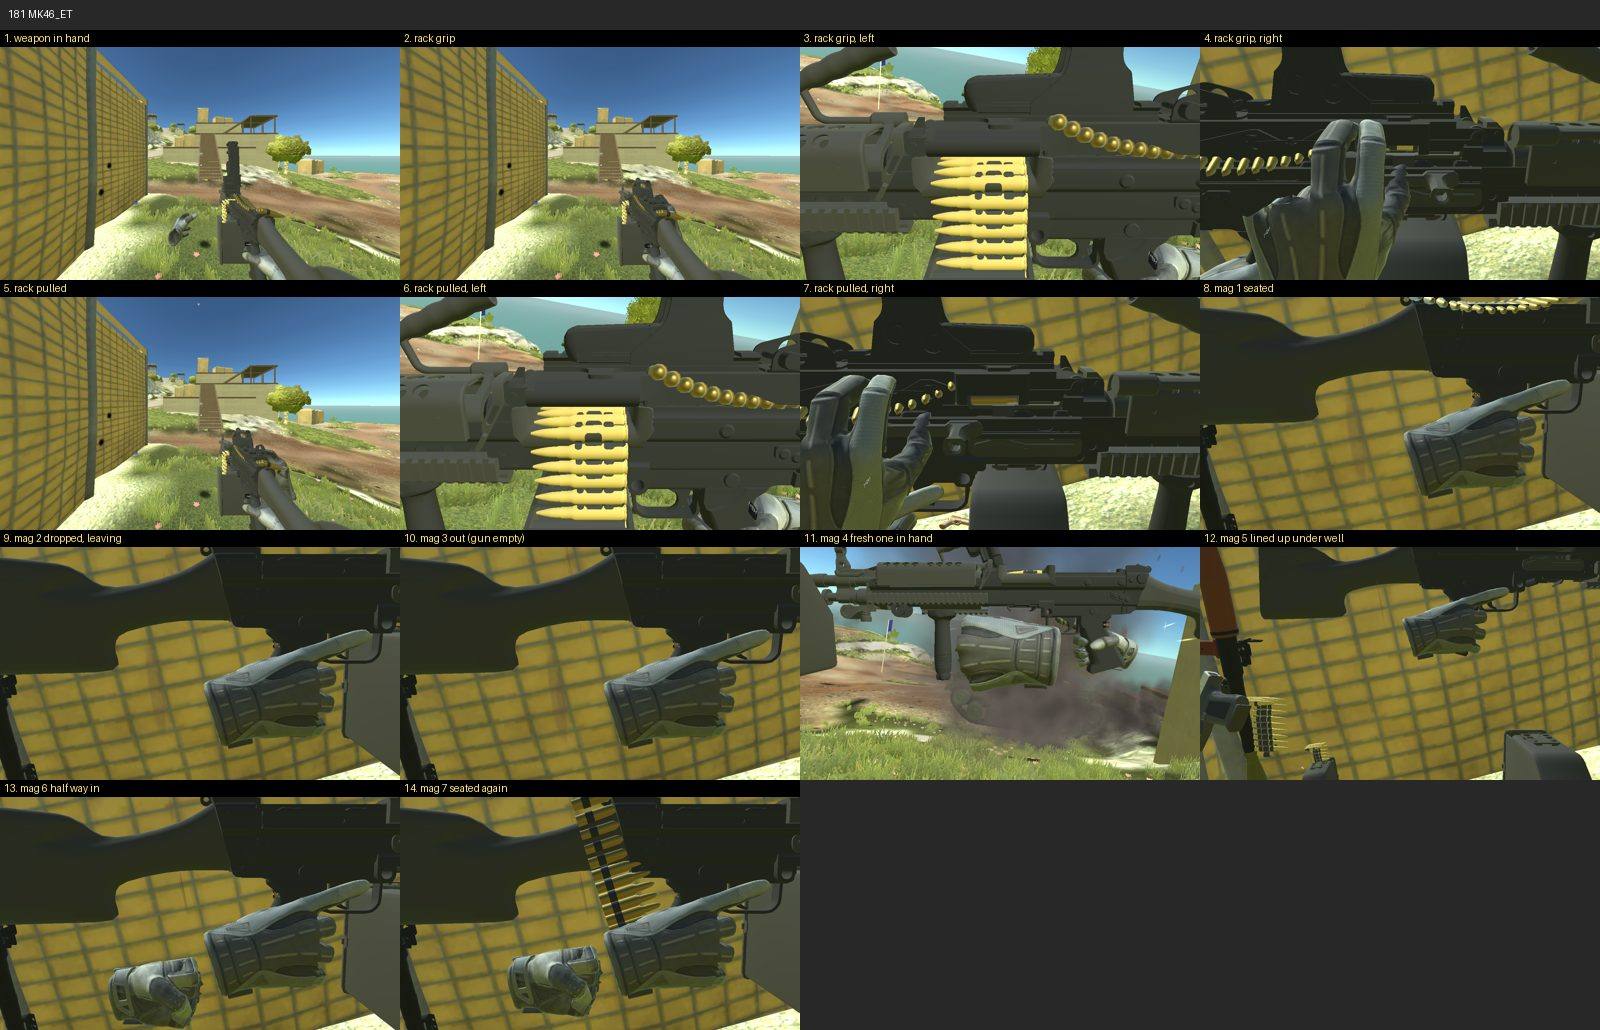 181 MK46_ET
1. weapon in hand
2. rack grip
3. rack grip, left
4. rack grip, right
5. rack pulled
6. rack pulled, left
7. rack pulled, right
8. mag 1 seated
9. mag 2 dropped, leaving
10. mag 3 out (gun empty)
11. mag 4 fresh one in hand
12. mag 5 lined up under well
13. mag 6 half way in
14. mag 7 seated again